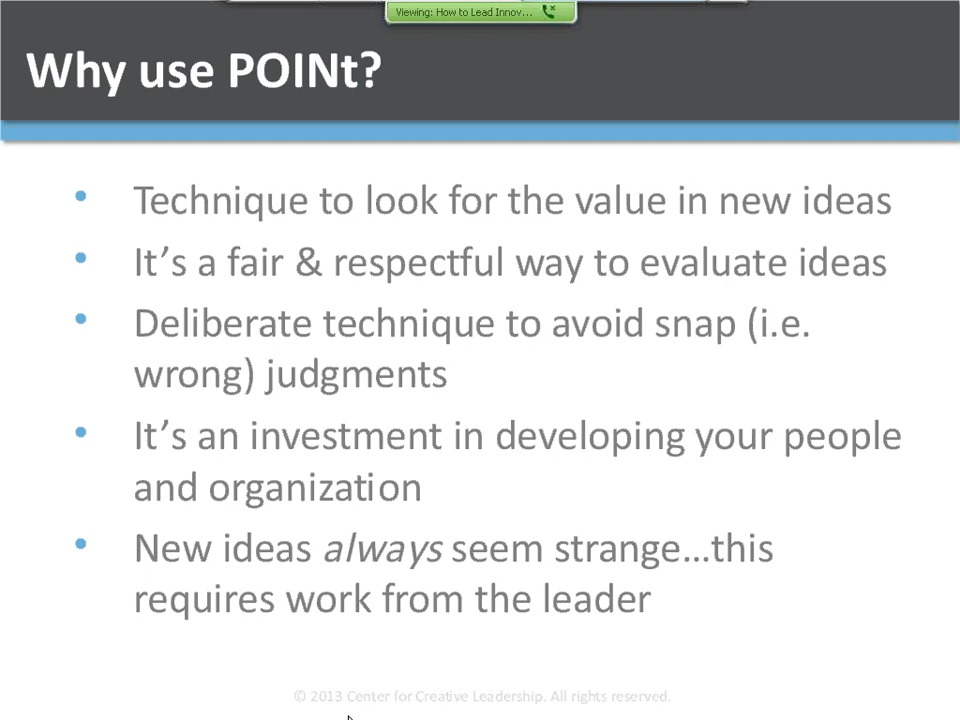 Viewing: How to Lead Innov...
Why use POINt?
• Technique to look for the value in new ideas
• It's a fair & respectful way to evaluate ideas
• Deliberate technique to avoid snap (i.e.
wrong) judgments
• It's an investment in developing your people
and organization
• New ideas always seem strange…this
requires work from the leader
© 2013 Center for Creative Leadership. All rights reserved.